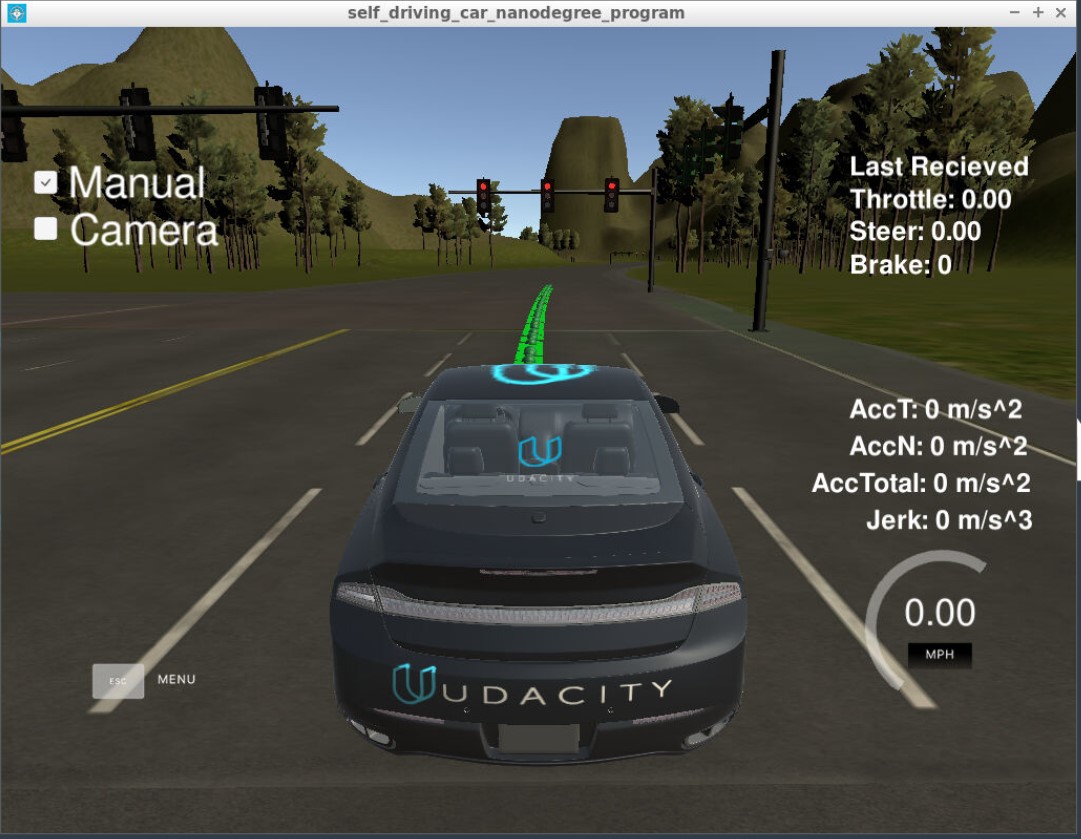 self_driving_car_nanodegree_program
Manual
Camera
Last Recieved
Throttle: 0.00
Steer: 0.00
Brake: 0
AccT: 0 m/s^2
AccN: 0 m/s^2
AccTotal: 0 m/s^2
Jerk: 0 m/s^3
UDACITY
0.00
MPH
ESC
MENU
UDACITY